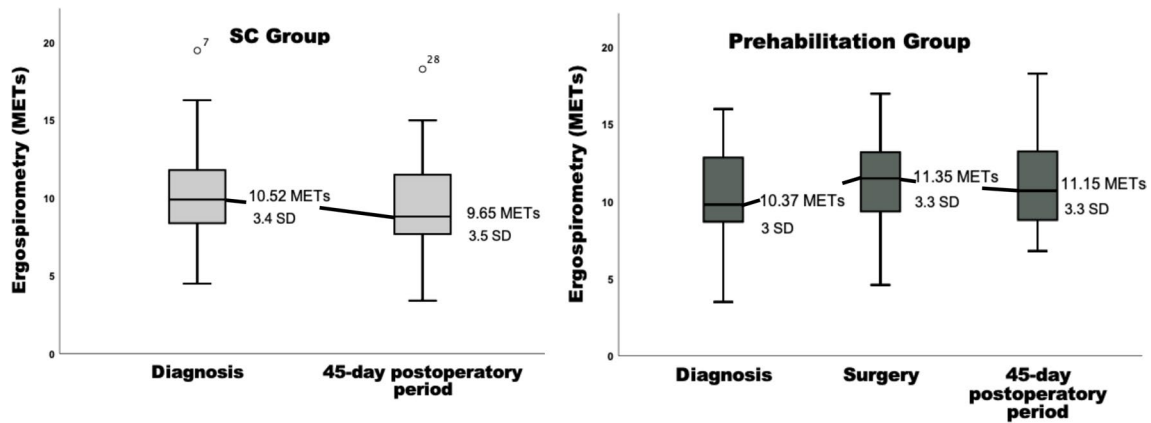 SC Group
Ergospirometry (METs)
20
15
10
5
0
7
28
10.52 METs
3.4 SD
9.65 METs
3.5 SD
Diagnosis
45-day postoperatory
period
Prehabilitation Group
Ergospirometry (METs)
20
15
10
5
0
10.37 METs
3 SD
11.35 METs
3.3 SD
11.15 METs
3.3 SD
Diagnosis
Surgery
45-day
postoperatory
period